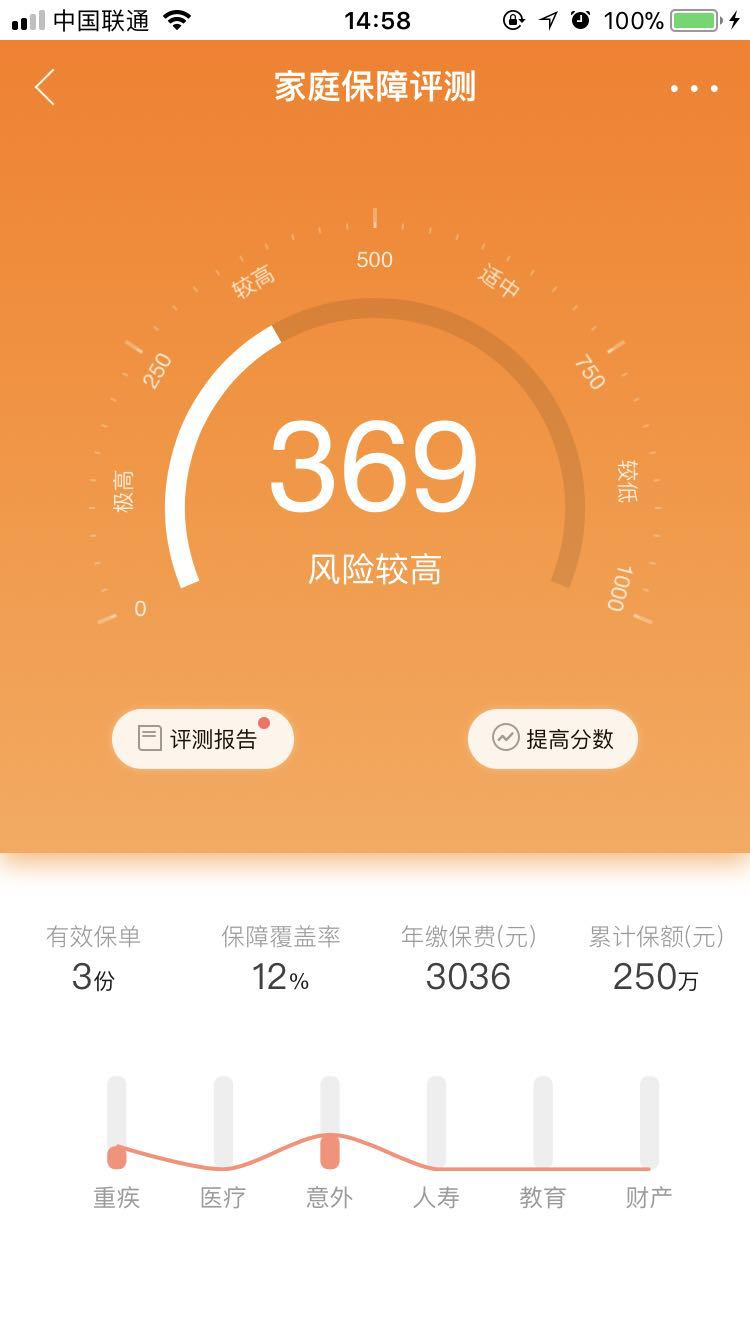 中国联通
14:58
100%
家庭保障评测
500
较高
适中
250
750
极高
较低
0
1000
369
风险较高
评测报告
提高分数
有效保单
保障覆盖率
年缴保费(元)
累计保额(元)
3份
12%
3036
250万
重疾
医疗
意外
人寿
教育
财产